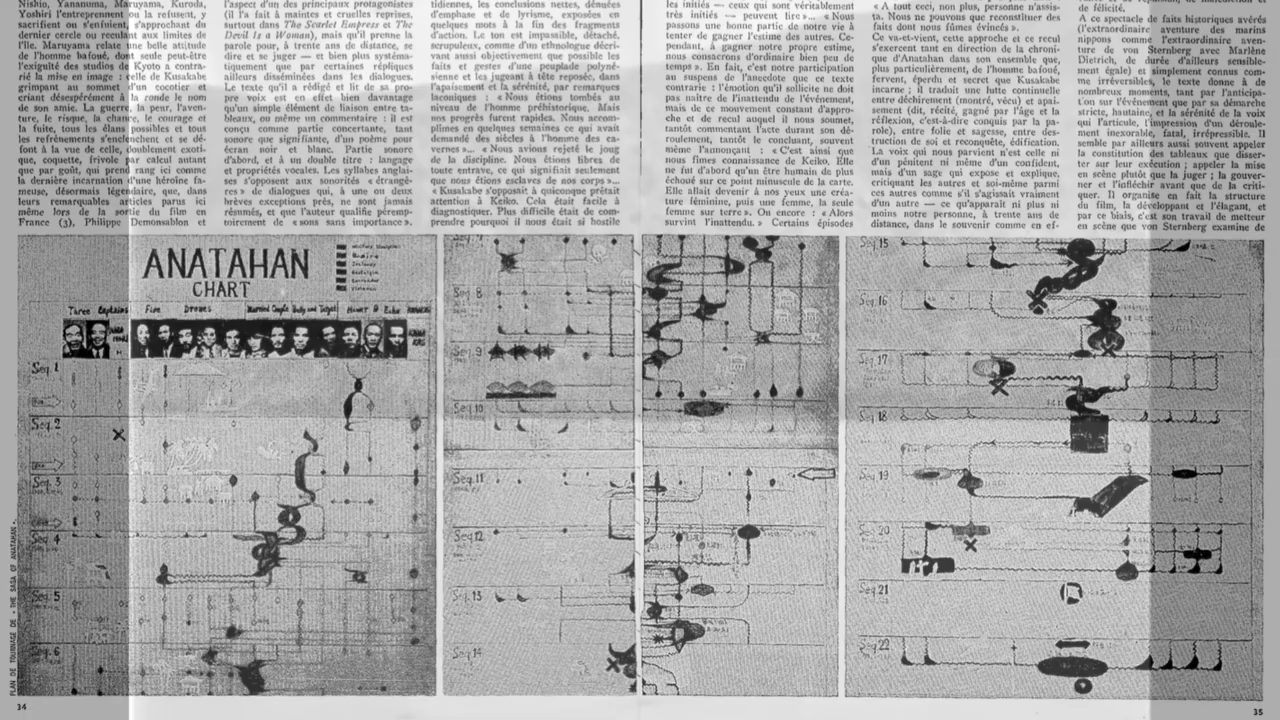 Nishio, Yananuma, Maruyama, Kuroda,
Yoshiri l'entreprennent ou la refusent, y
sacrifient ou s'enfuient, s'approchant du
dernier cercle ou reculant aux limites de
l'île. Maruyama relate une belle attitude
de l'homme bafoué, dont seule peut-être
l'exiguïté des studios de Kyoto a contra-
rié la mise en image : celle de Kusakabe
grimpant au sommet d'un cocotier et
criant désespérément à la ronde le nom
de son amie. La guerre, la peur, l'aven-
ture, le risque, la chance, le courage et
la fuite, tous les élans possibles et tous
les refrènements s'enclenchent et se dé-
font à la vue de celle, doublement exoti-
que, coquette, frivole par calcul autant
que par goût, qui prend rang ici comme
la dernière incarnation d'une héroïne fa-
meuse, désormais légendaire, que, dans
leurs remarquables articles parus ici
même lors de la sortie du film en
France (3), Philippe Demonsablon et
l'aspect d'un des principaux protagonistes
(il l'a fait à maintes et cruelles reprises,
surtout dans The Scarlet Empress et The
Devil Is a Woman), mais qu'il prenne la
parole pour, à trente ans de distance, se
dire et se juger — et bien plus systéma-
tiquement que par certaines répliques
ailleurs disséminées dans les dialogues.
Le texte qu'il a rédigé et lit de sa pro-
pre voix est en effet bien davantage
qu'un simple élément de liaison entre ta-
bleaux, ou même un commentaire : il est
conçu comme partie concertante, tant
sonore que signifiante, d'un poème pour
écran noir et blanc. Partie sonore
d'abord, et à un double titre : langage
et propriétés vocales. Les syllabes anglai-
ses s'opposent aux sonorités « étrangè-
res » de dialogues qui, à une ou deux
brèves exceptions près, ne sont jamais
résumés, et que l'auteur qualifie péremp-
toirement de « sons sans importance ».
tidiennes, les conclusions nettes, dénuées
d'emphase et de lyrisme, exposées en
quelques mots à la fin des fragments
d'action. Le ton est impassible, détaché,
scrupuleux, comme d'un ethnologue décri-
vant aussi objectivement que possible les
faits et gestes d'une peuplade polyné-
sienne et les jugeant à tête reposée, dans
l'apaisement et la sérénité, par remarques
laconiques : « Nous étions tombés au
niveau de l'homme préhistorique. Mais
nos progrès furent rapides. Nous accom-
plîmes en quelques semaines ce qui avait
demandé des siècles à l'homme des ca-
vernes ». « Nous avions rejeté le joug
de la discipline. Nous étions libres de
toute entrave, ce qui signifiait seulement
que nous étions esclaves de nos corps »...
« Kusakabe s'opposait à quiconque prêtait
attention à Keiko. Cela était facile à
diagnostiquer. Plus difficile était de com-
prendre pourquoi il nous était si hostile
les initiés — ceux qui sont véritablement
très initiés — peuvent lire »... « Nous
passons une bonne partie de notre vie à
tenter de gagner l'estime des autres. Ce-
pendant, à gagner notre propre estime,
nous consacrons d'ordinaire bien peu de
temps ». En fait, c'est notre participation
au suspens de l'anecdote que ce texte
contrarie : l'émotion qu'il sollicite ne doit
pas naître de l'imminence de l'événement,
mais de ce mouvement constant d'appro-
che et de recul auquel il nous soumet,
tantôt commentant l'acte durant son dé-
roulement, tantôt le concluant, souvent
même l'annonçant : « C'est ainsi que
nous fîmes connaissance de Keiko. Elle
ne fut d'abord qu'un être humain de plus
échoué sur ce point minuscule de la carte.
Elle allait devenir à nos yeux une créa-
ture féminine, puis une femme, la seule
femme sur terre ». Ou encore : « Alors
survint l'inattendu. » Certains épisodes
« A tout ceci, non plus, personne n'assis-
ta. Nous ne pouvons que reconstituer des
faits dont nous fûmes évincés ».
Ce va-et-vient, cette approche et ce recul
s'exercent tant en direction de la chroni-
que d'Anatahan dans son ensemble que,
plus particulièrement, de l'homme bafoué,
fervent, perdu et secret que Kusakabe
incarne ; il traduit une lutte continuelle
entre déchirement (montré, vécu) et apai-
sement (dit, récité, gagné par l'âge et la
réflexion, c'est-à-dire conquis par la pa-
role), entre folie et sagesse, entre des-
truction de soi et reconquête, édification.
La voix qui nous parvient n'est celle ni
d'un pénitent ni même d'un confident,
mais d'un sage qui expose et explique,
critiquant les autres et soi-même parmi
ces autres comme s'il s'agissait vraiment
d'un autre — ce qu'apparaît ni plus ni
moins notre personne, à trente ans de
distance, dans le souvenir comme en ef-
et de félicité.
A ce spectacle de faits historiques avérés
(l'extraordinaire aventure des marins
nippons comme l'extraordinaire aven-
ture de von Sternberg avec Marlène
Dietrich, de durée d'ailleurs sensible-
ment égale) et simplement connus com-
me irréversibles, le texte donne à de
nombreux moments, tant par l'anticipa-
tion sur l'événement que par sa démarche
stricte, hautaine, et la sérénité de la voix
qui l'articule, l'impression d'un déroule-
ment inexorable, fatal, irrépressible. Il
semble par ailleurs aussi souvent appeler
la constitution des tableaux que disser-
ter sur leur exécution ; appeler la mise
en scène plutôt que la juger ; la gouver-
ner et l'infléchir avant que de la criti-
quer. Il organise en fait la structure
du film, la développant et l'élagant, et
par ce biais, c'est son travail de metteur
en scène que von Sternberg examine de
ANATAHAN
CHART
Three Captains
Five Drones
Married Couple
Seq. 1
Seq. 2
Seq. 3
Seq. 4
Seq. 5
Seq. 6
Seq. 8
Seq. 9
Seq. 10
Seq. 11
Seq. 12
Seq. 13
Seq. 14
Seq. 15
Seq. 16
Seq. 17
Seq. 18
Seq. 19
Seq. 20
Seq. 21
Seq. 22
PLAN DE TOURNAGE DE « THE SAGA OF ANATAHAN ».
34
35